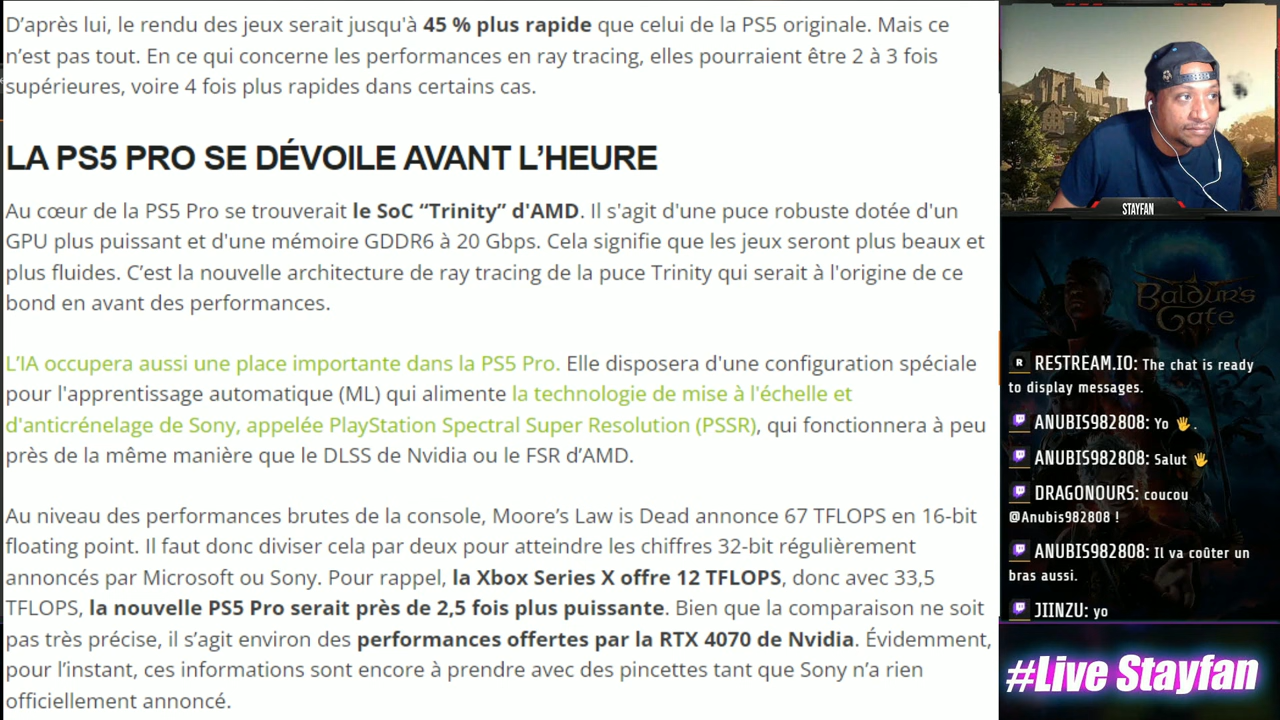 D’après lui, le rendu des jeux serait jusqu'à 45 % plus rapide que celui de la PS5 originale. Mais ce
n’est pas tout. En ce qui concerne les performances en ray tracing, elles pourraient être 2 à 3 fois
supérieures, voire 4 fois plus rapides dans certains cas.
LA PS5 PRO SE DÉVOILE AVANT L’HEURE
Au cœur de la PS5 Pro se trouverait le SoC “Trinity” d'AMD. Il s'agit d'une puce robuste dotée d'un
GPU plus puissant et d'une mémoire GDDR6 à 20 Gbps. Cela signifie que les jeux seront plus beaux et
plus fluides. C’est la nouvelle architecture de ray tracing de la puce Trinity qui serait à l'origine de ce
bond en avant des performances.
L’IA occupera aussi une place importante dans la PS5 Pro. Elle disposera d'une configuration spéciale
pour l'apprentissage automatique (ML) qui alimente la technologie de mise à l'échelle et
d'anticrénelage de Sony, appelée PlayStation Spectral Super Resolution (PSSR), qui fonctionnera à peu
près de la même manière que le DLSS de Nvidia ou le FSR d’AMD.
Au niveau des performances brutes de la console, Moore’s Law is Dead annonce 67 TFLOPS en 16-bit
floating point. Il faut donc diviser cela par deux pour atteindre les chiffres 32-bit régulièrement
annoncés par Microsoft ou Sony. Pour rappel, la Xbox Series X offre 12 TFLOPS, donc avec 33,5
TFLOPS, la nouvelle PS5 Pro serait près de 2,5 fois plus puissante. Bien que la comparaison ne soit
pas très précise, il s’agit environ des performances offertes par la RTX 4070 de Nvidia. Évidemment,
pour l’instant, ces informations sont encore à prendre avec des pincettes tant que Sony n’a rien
officiellement annoncé.
STAYFAN
Baldur's
Gate
R RESTREAM.IO: The chat is ready
to display messages.
ANUBIS982808: Yo 🖐.
ANUBIS982808: Salut 🖐
DRAGONOURS: coucou
@Anubis982808 !
ANUBIS982808: Il va coûter un
bras aussi.
JIINZU: yo
#Live Stayfan